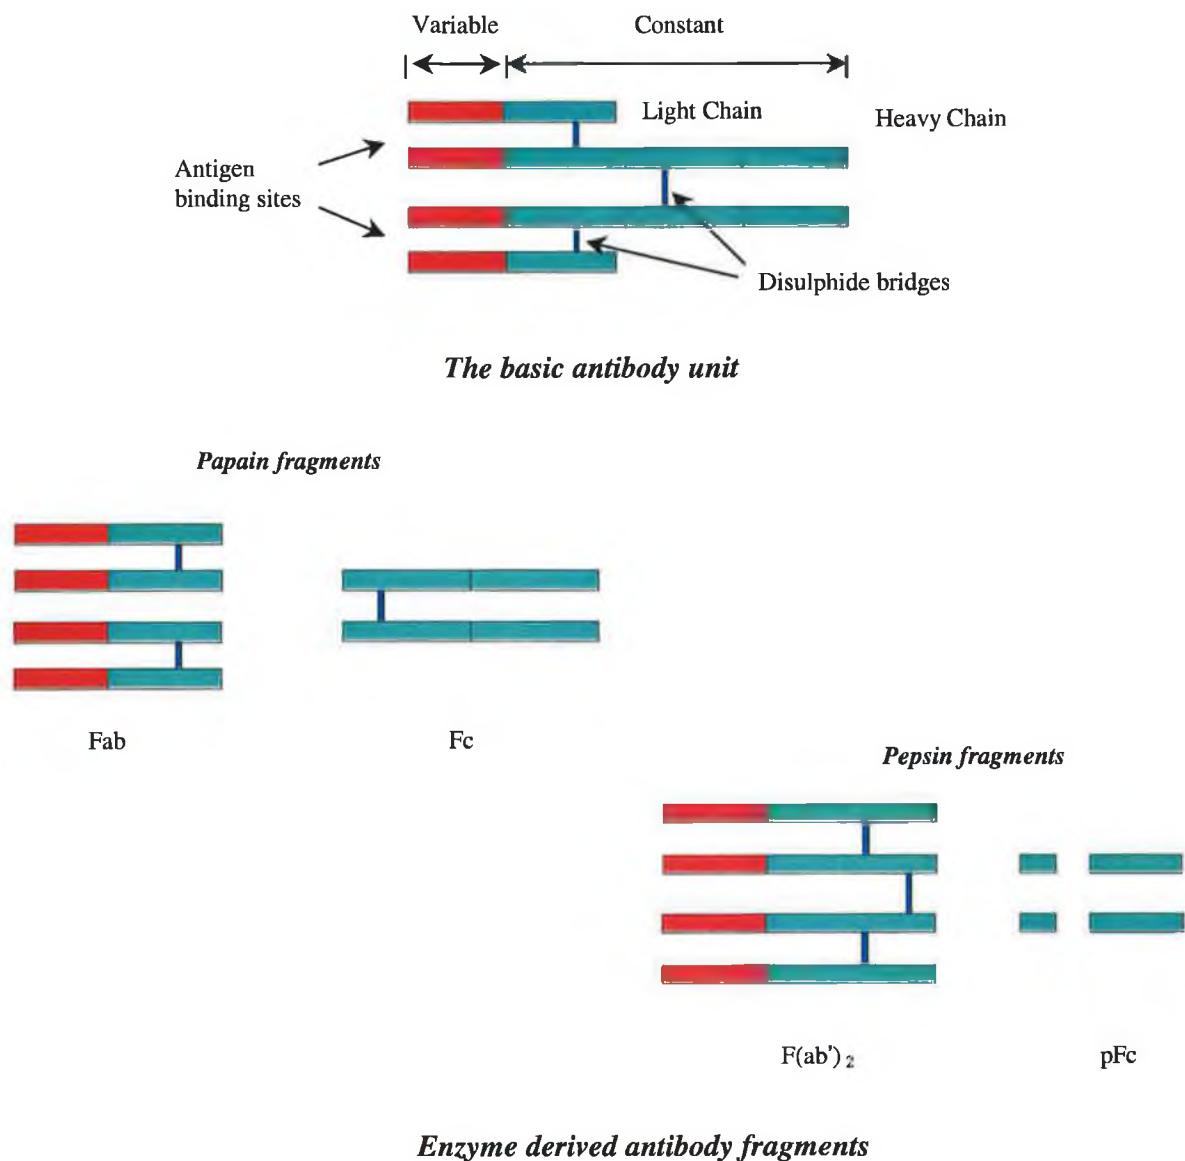 Variable
Constant
Light Chain
Heavy Chain
Antigen
binding sites
Disulphide bridges
The basic antibody unit
Papain fragments
Fab
Fc
Pepsin fragments
F(ab')2
pFc
Enzyme derived antibody fragments